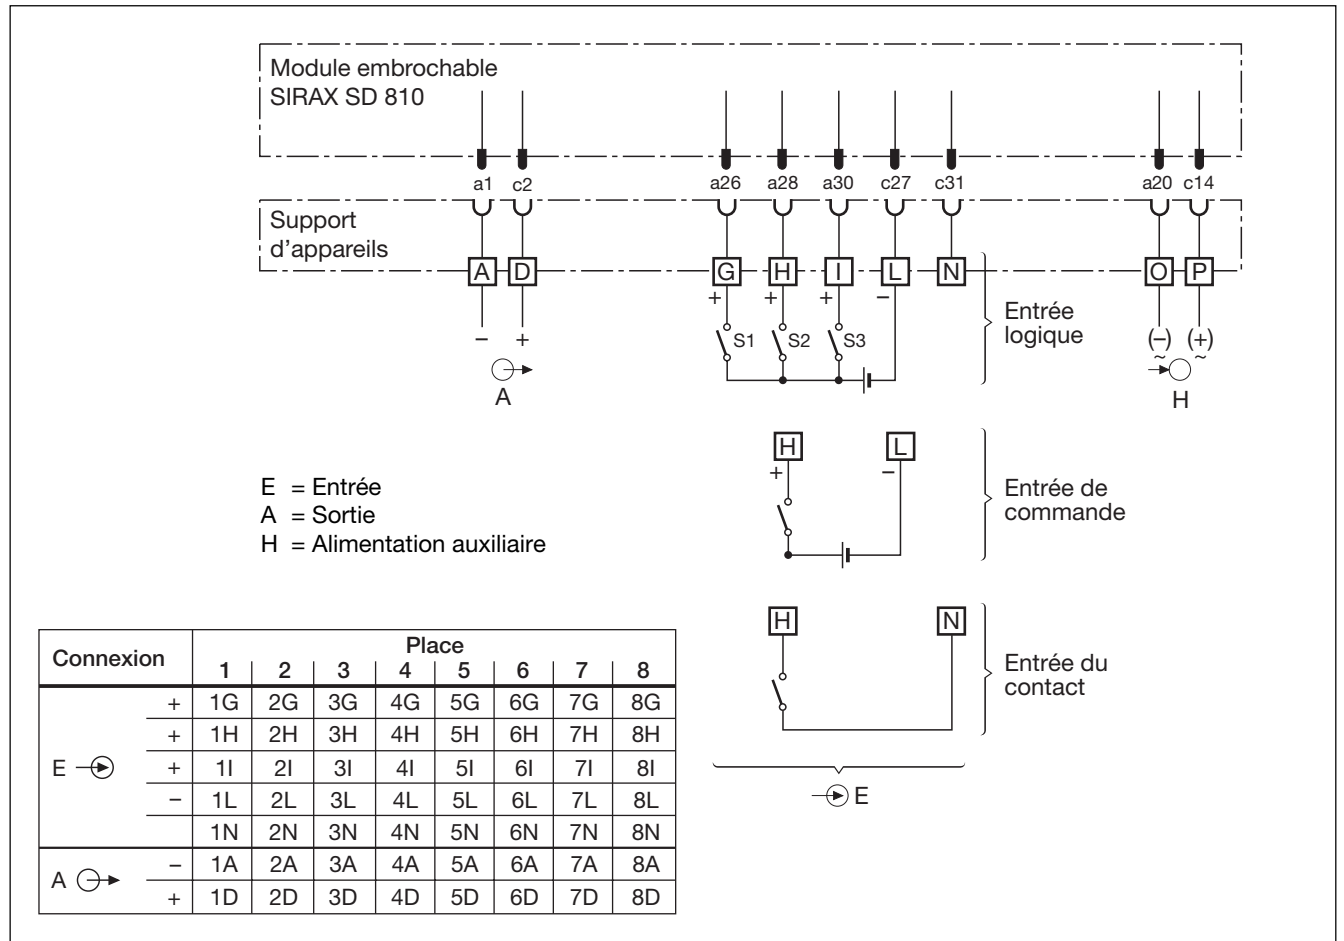 Module embrochable
SIRAX SD 810
a1 c2 a26 a28 a30 c27 c31 a20 c14
Support
d'appareils
A D G H I L N O P
+ + + −
S1 S2 S3
− + (−) (+)
~ ~
A H
Entrée
logique
H L
+ −
Entrée de
commande
E = Entrée
A = Sortie
H = Alimentation auxiliaire
H N
Entrée du
contact
E
Connexion Place
1 2 3 4 5 6 7 8
+ 1G 2G 3G 4G 5G 6G 7G 8G
+ 1H 2H 3H 4H 5H 6H 7H 8H
E + 1I 2I 3I 4I 5I 6I 7I 8I
− 1L 2L 3L 4L 5L 6L 7L 8L
1N 2N 3N 4N 5N 6N 7N 8N
A − 1A 2A 3A 4A 5A 6A 7A 8A
+ 1D 2D 3D 4D 5D 6D 7D 8D